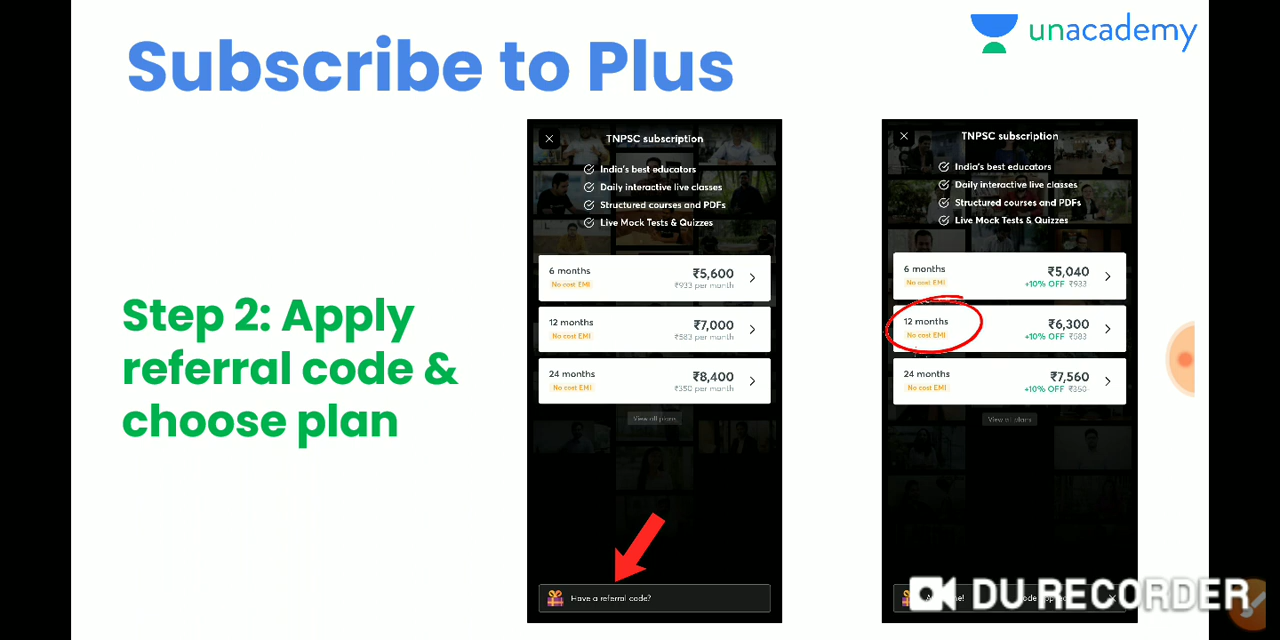 unacademy
Subscribe to Plus
Step 2: Apply
referral code &
choose plan
TNPSC subscription
India's best educators
Daily interactive live classes
Structured courses and PDFs
Live Mock Tests & Quizzes
6 months ₹5,600
No cost EMI ₹933 per month
12 months ₹7,000
No cost EMI ₹583 per month
24 months ₹8,400
No cost EMI ₹350 per month
View all plans
Have a referral code?
TNPSC subscription
India's best educators
Daily interactive live classes
Structured courses and PDFs
Live Mock Tests & Quizzes
6 months ₹5,040
No cost EMI +10% OFF ₹933
12 months ₹6,300
No cost EMI +10% OFF ₹583
24 months ₹7,560
No cost EMI +10% OFF ₹350
View all plans
DU RECORDER